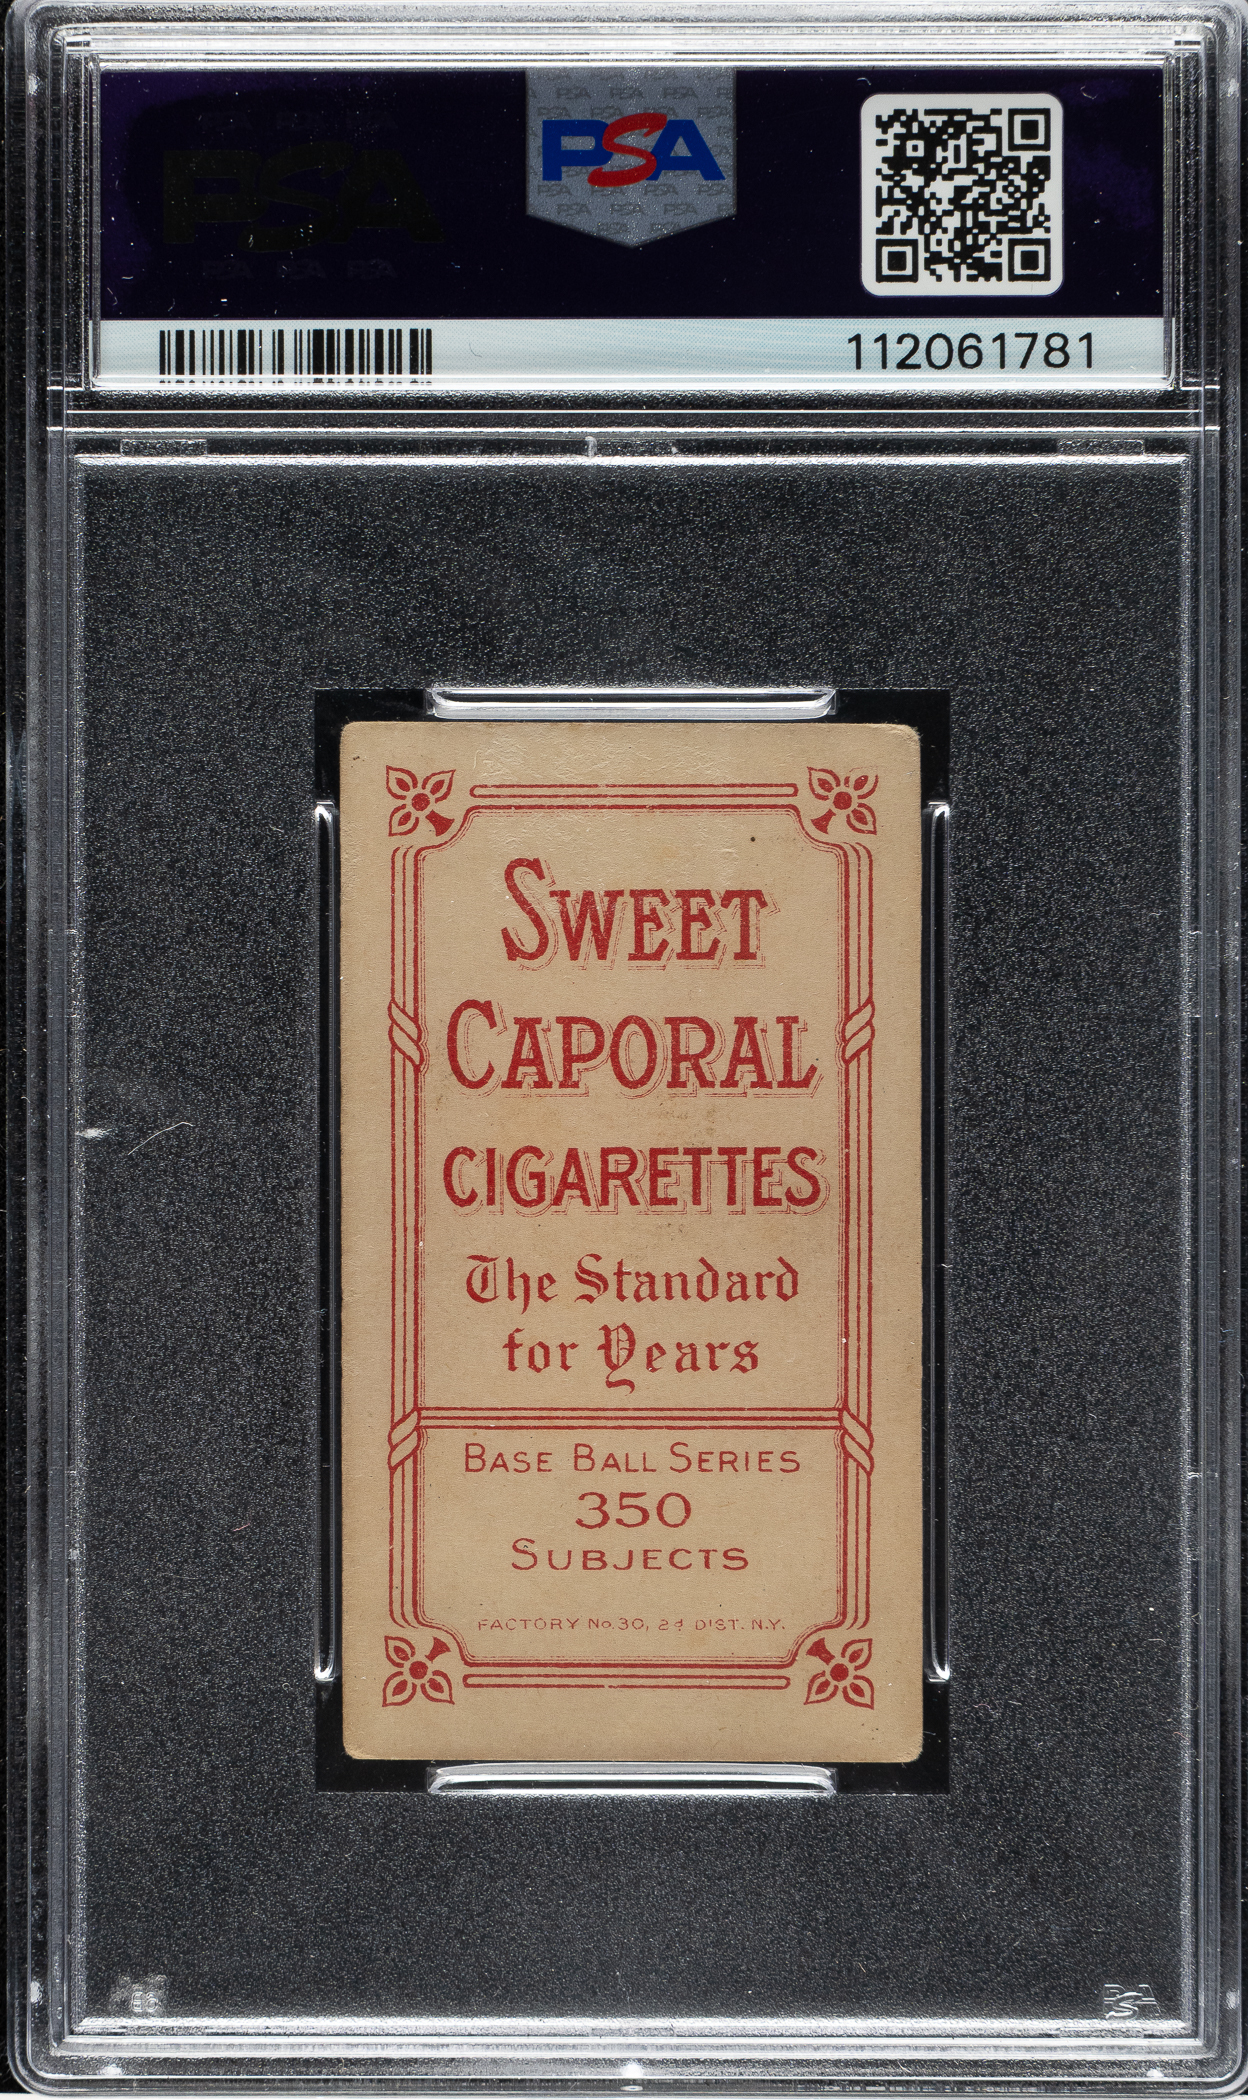 PSA
112061781
SWEET
CAPORAL
CIGARETTES
The Standard
for Years
BASE BALL SERIES
350
SUBJECTS
FACTORY No. 30, 2d DIST. N.Y.
PSA